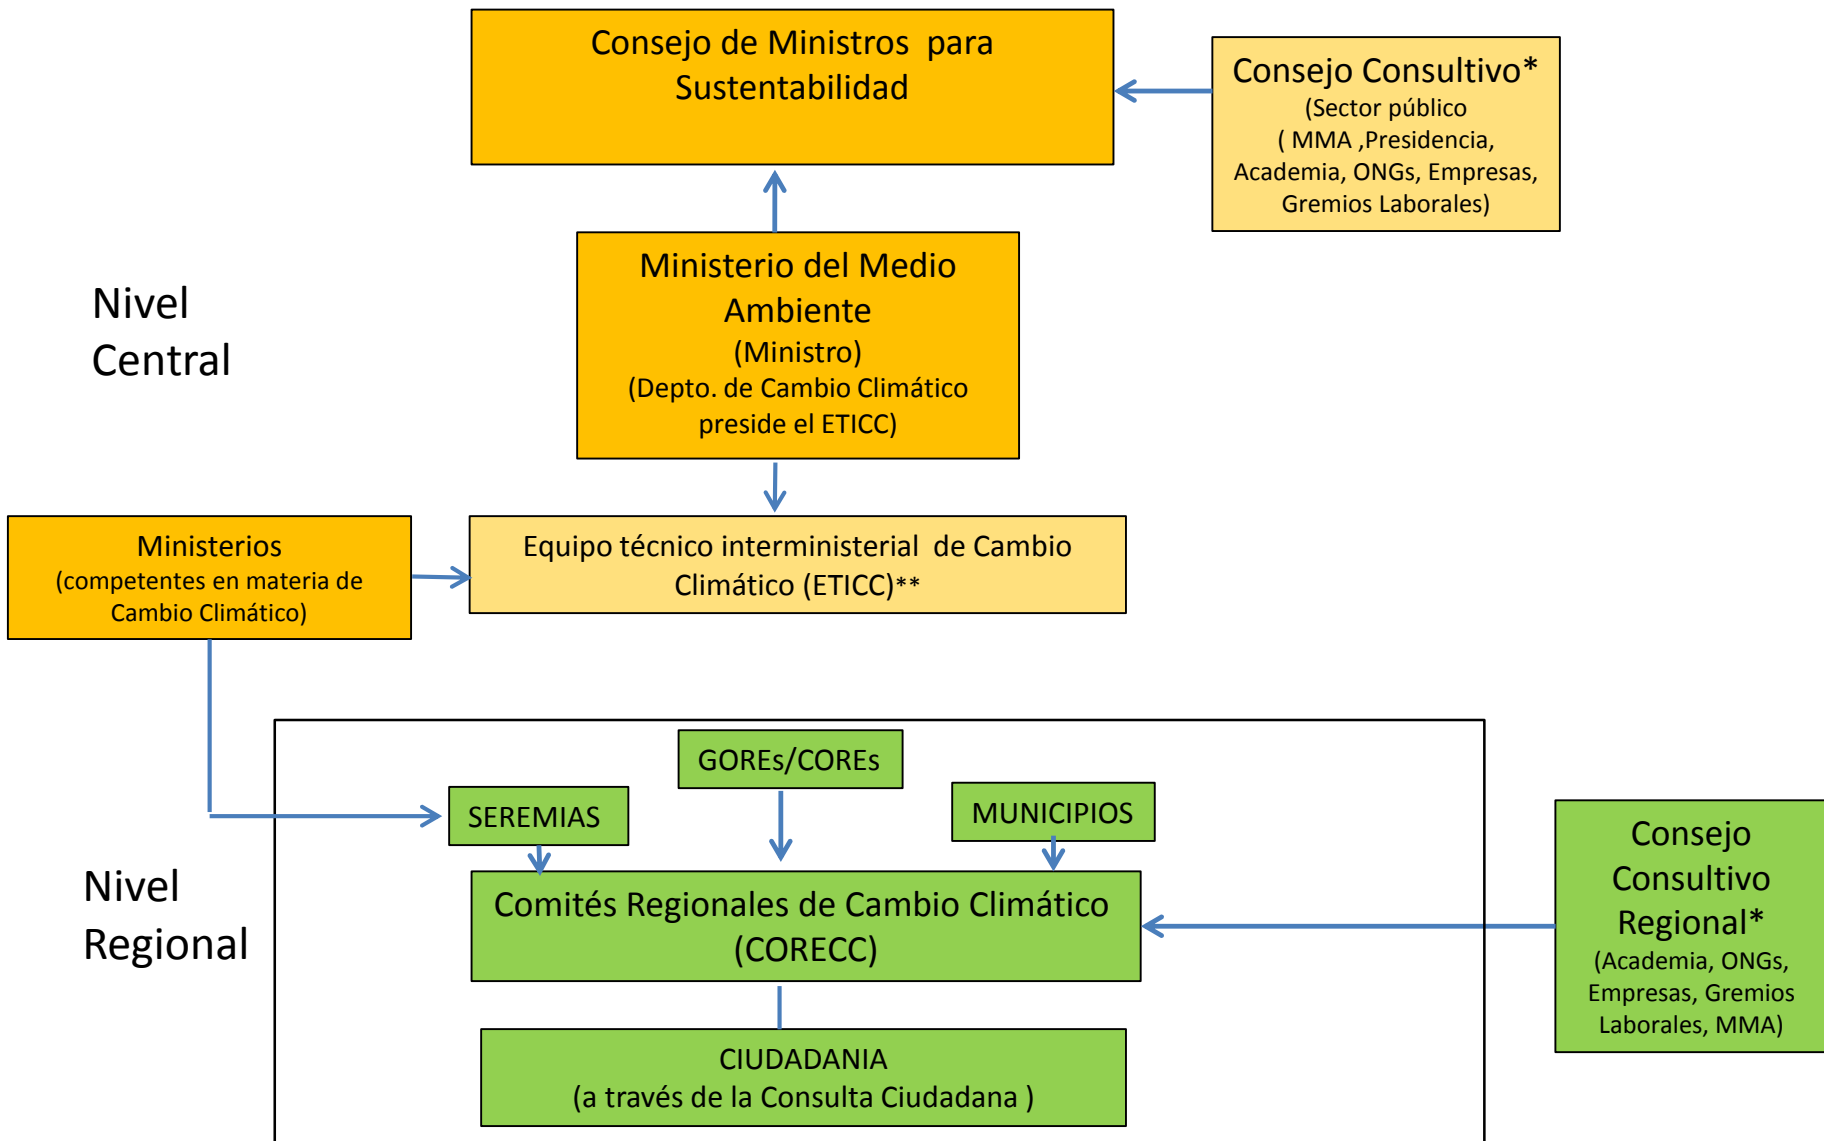 Consejo de Ministros para
Sustentabilidad
Consejo Consultivo*
(Sector público
( MMA ,Presidencia,
Academia, ONGs, Empresas,
Gremios Laborales)
Nivel
Central
Ministerio del Medio
Ambiente
(Ministro)
(Depto. de Cambio Climático
preside el ETICC)
Ministerios
(competentes en materia de
Cambio Climático)
Equipo técnico interministerial de Cambio
Climático (ETICC)**
Nivel
Regional
GOREs/COREs
SEREMIAS
MUNICIPIOS
Comités Regionales de Cambio Climático
(CORECC)
CIUDADANIA
(a través de la Consulta Ciudadana )
Consejo
Consultivo
Regional*
(Academia, ONGs,
Empresas, Gremios
Laborales, MMA)